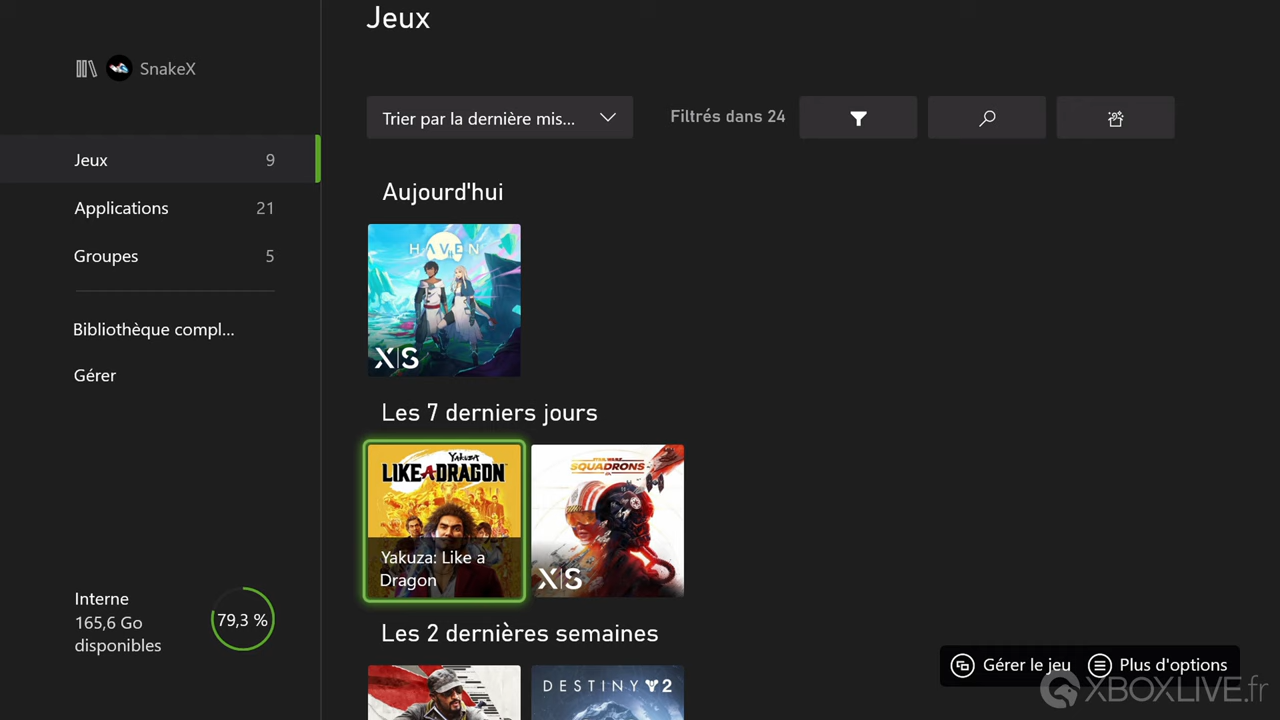 Jeux
SnakeX
Trier par la dernière mis...
Filtrés dans 24
Jeux 9
Applications 21
Groupes 5
Bibliothèque compl...
Gérer
Interne
165,6 Go
disponibles
79,3 %
Aujourd'hui
HAVEN
X|S
Les 7 derniers jours
YAKUZA
LIKE A DRAGON
Yakuza: Like a
Dragon
STAR WARS
SQUADRONS
X|S
Les 2 dernières semaines
DESTINY 2
Gérer le jeu
Plus d'options
XBOXLIVE.fr